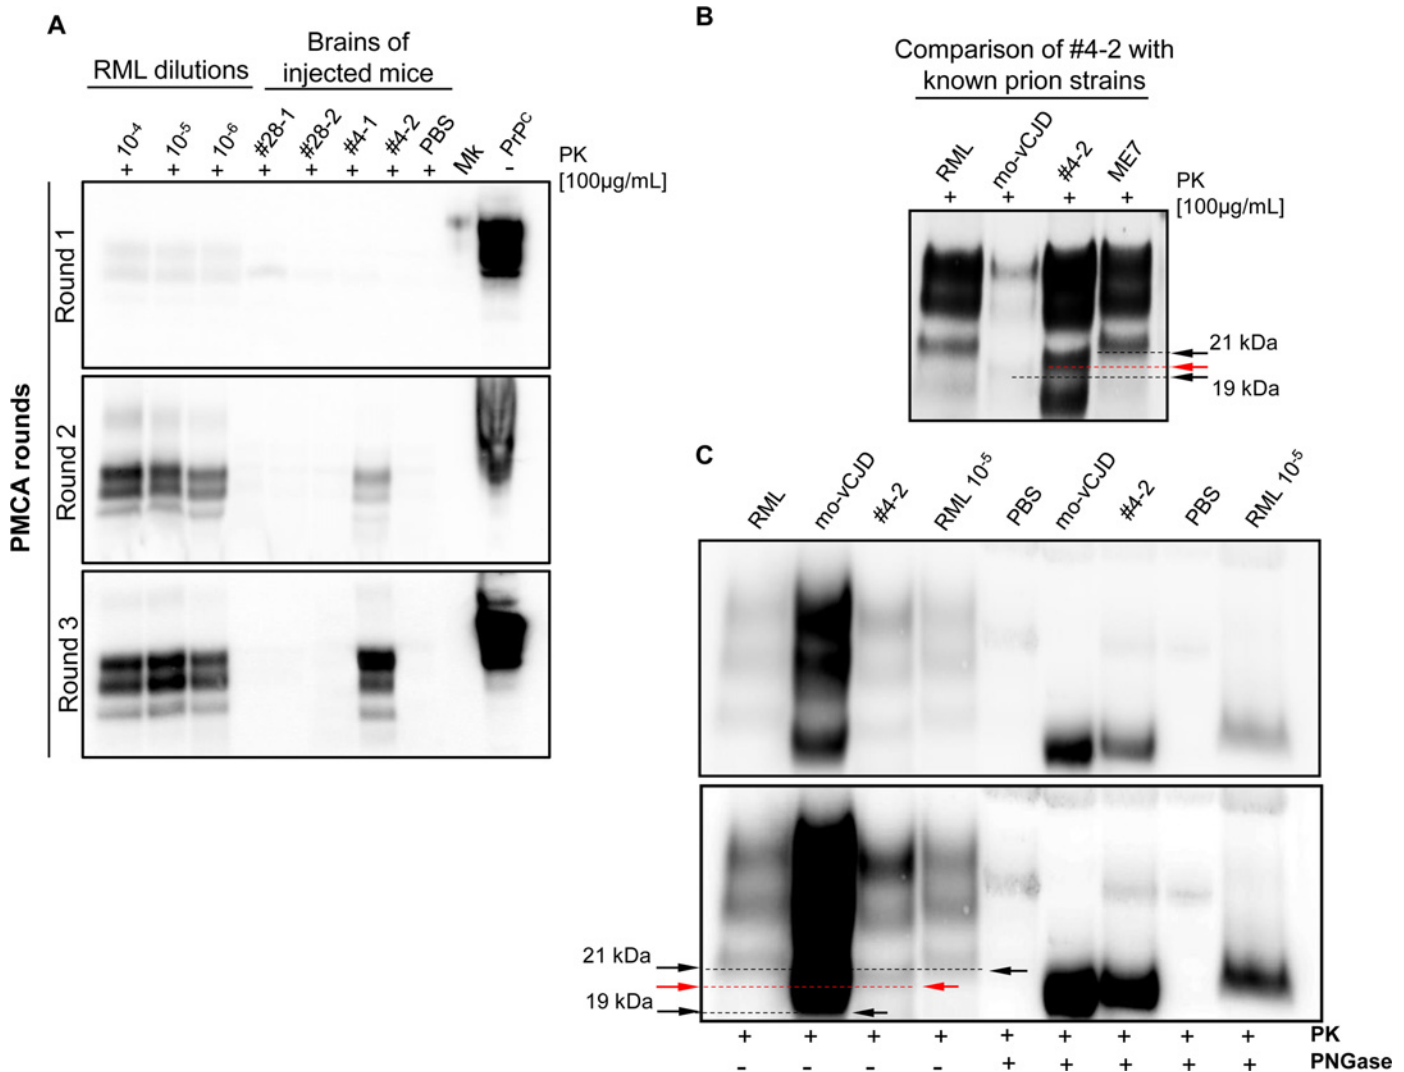 A
RML dilutions
Brains of
injected mice
10-4
10-5
10-6
#28-1
#28-2
#4-1
#4-2
PBS
Mk
PrPC
+ + + + + + + + -
PK
[100µg/mL]
PMCA rounds
Round 1
Round 2
Round 3
B
Comparison of #4-2 with
known prion strains
RML
mo-vCJD
#4-2
ME7
+ + + +
PK
[100µg/mL]
21 kDa
19 kDa
C
RML
mo-vCJD
#4-2
RML 10-5
PBS
mo-vCJD
#4-2
PBS
RML 10-5
21 kDa
19 kDa
+ + + + + + + + + PK
- - - - + + + + + PNGase